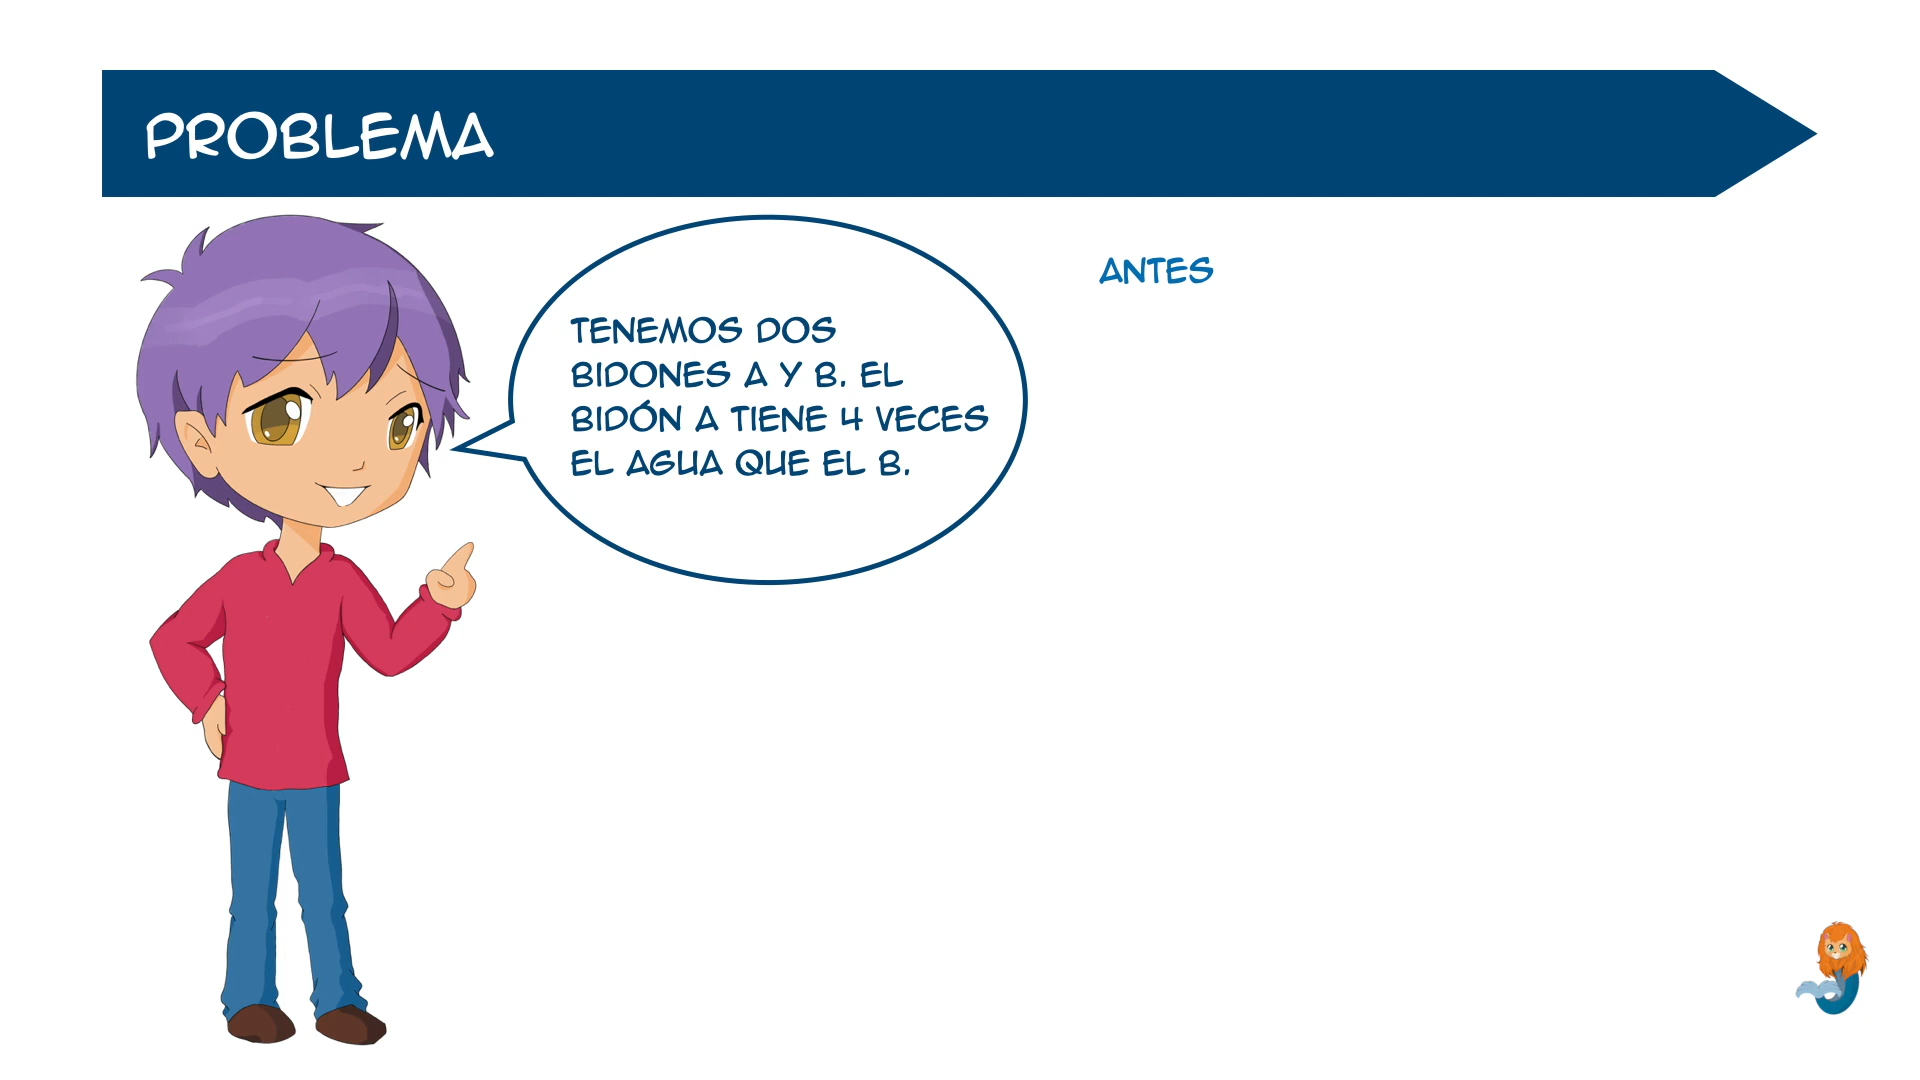 PROBLEMA
TENEMOS DOS
BIDONES A Y B. EL
BIDÓN A TIENE 4 VECES
EL AGUA QUE EL B.
ANTES